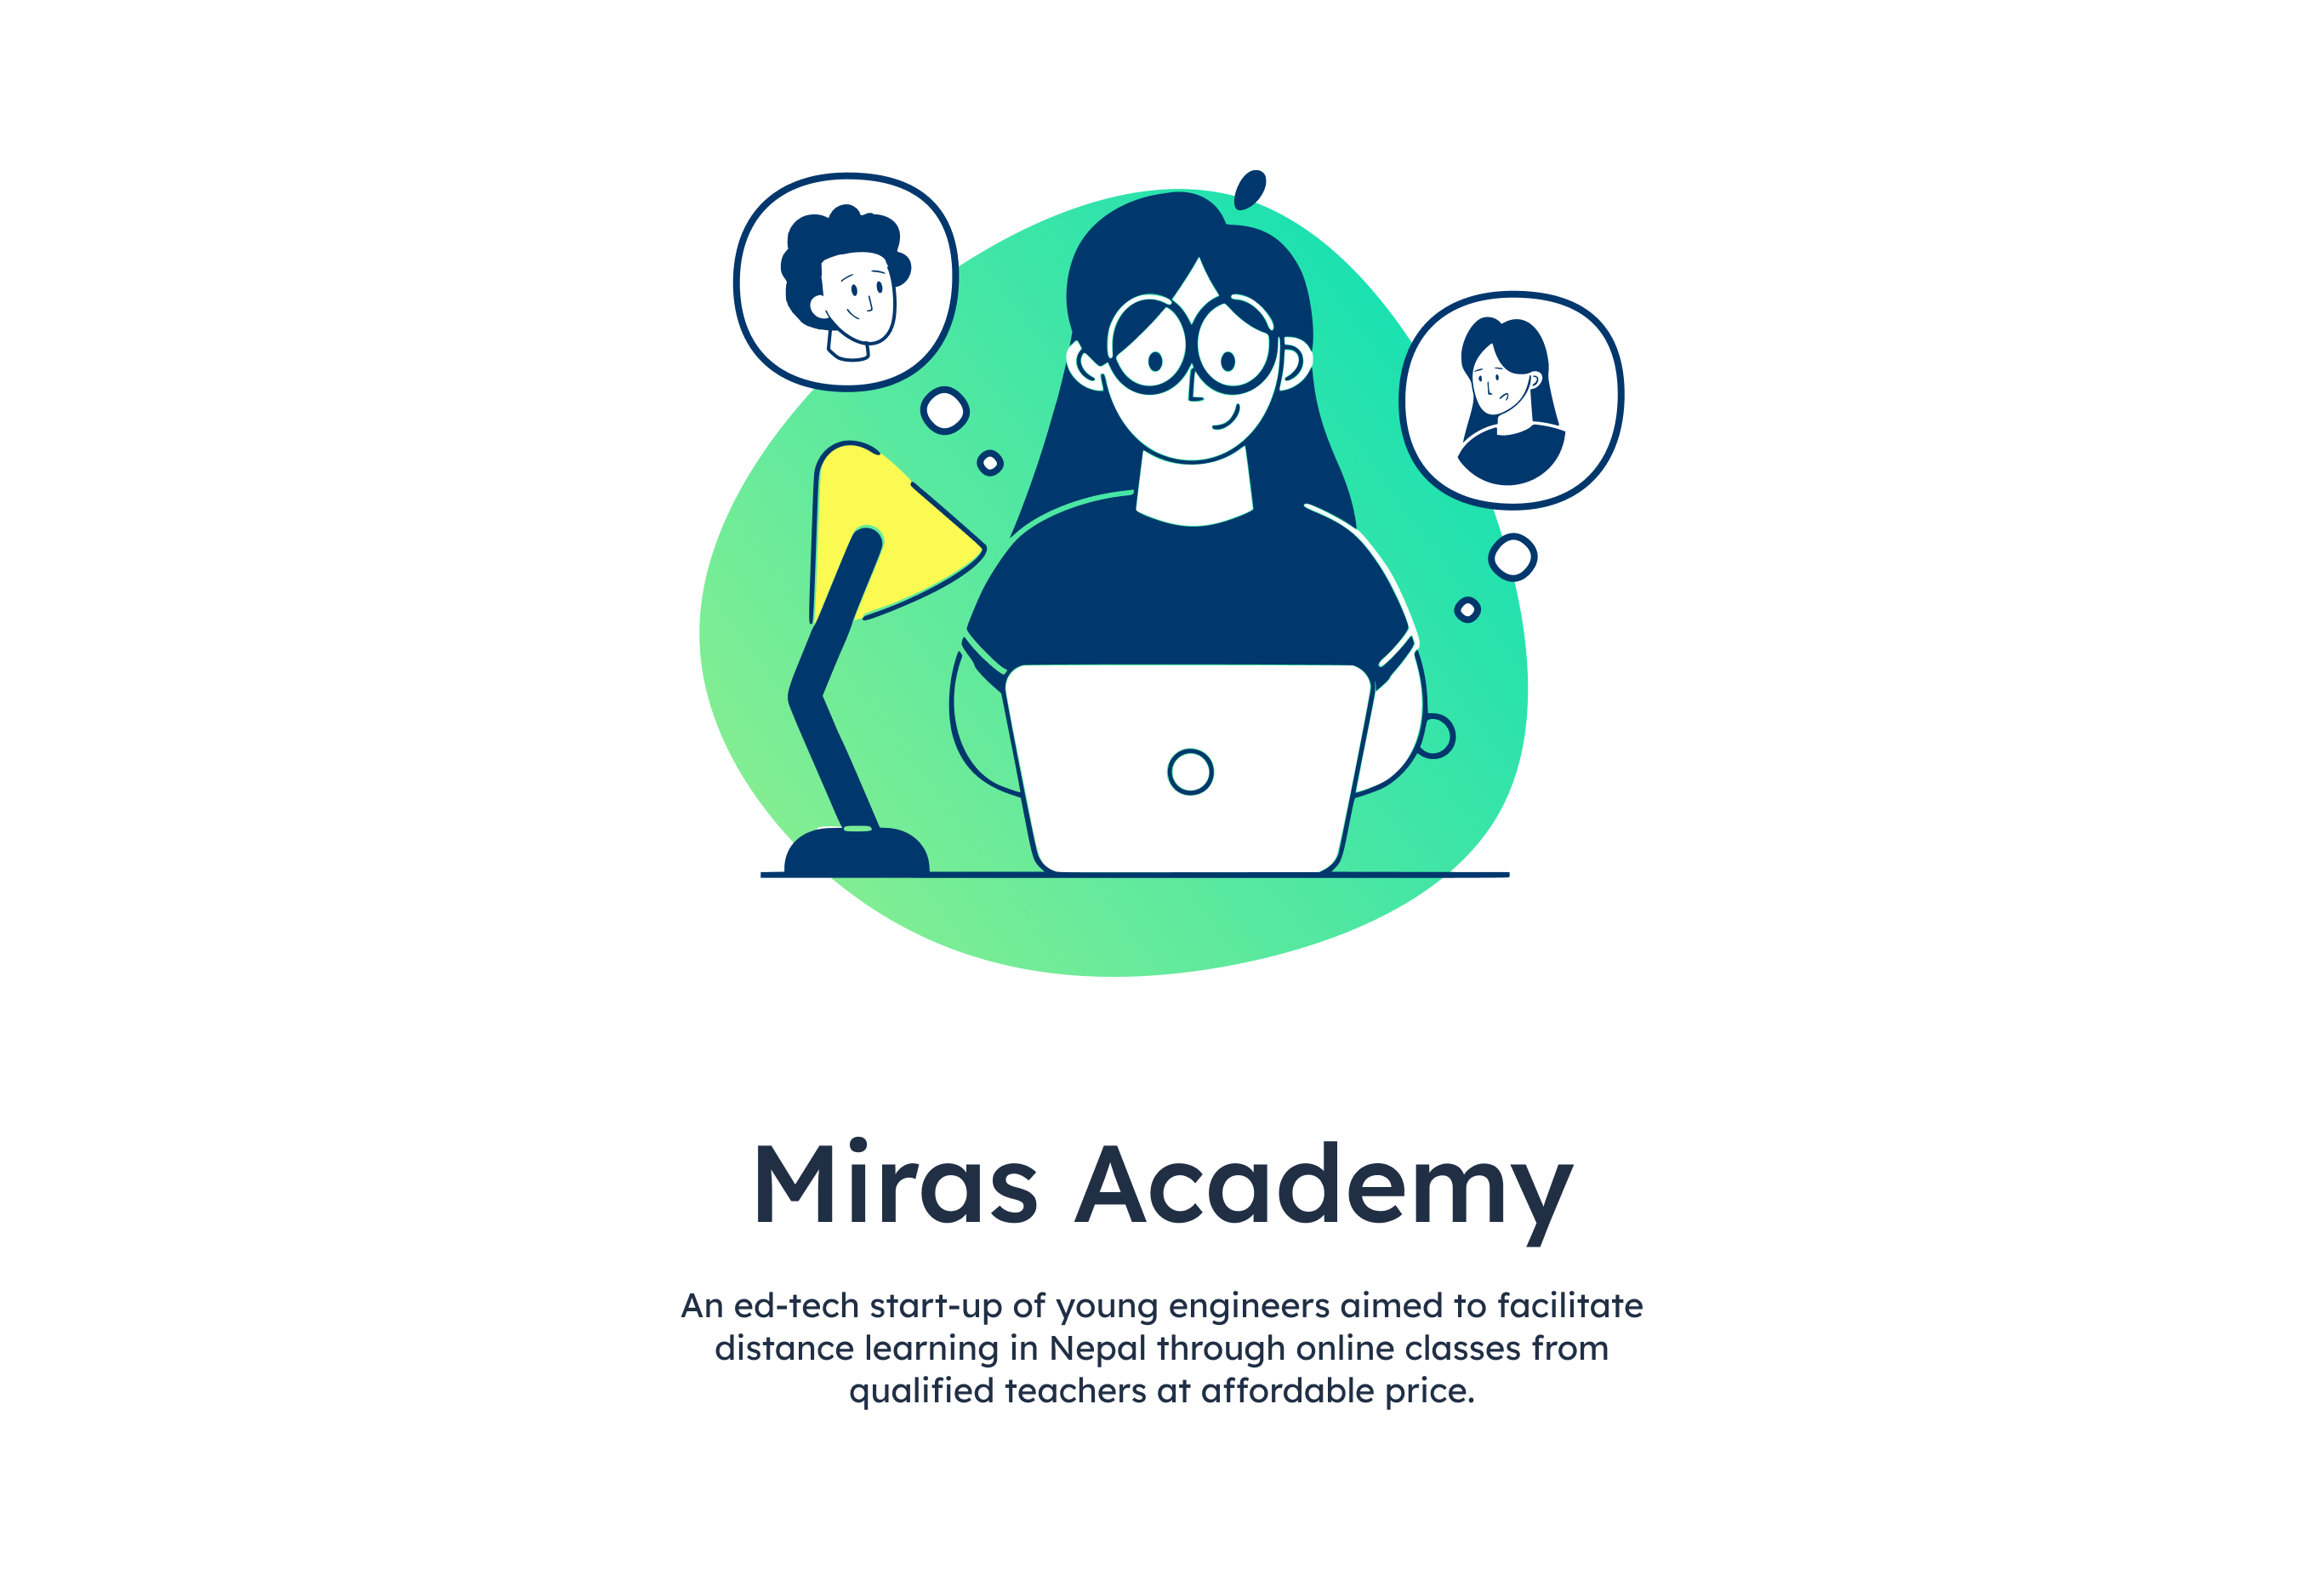 Miras Academy
An ed-tech start-up of young engineers aimed to facilitate
distance learning in Nepal through online classes from
qualified teachers at affordable price.